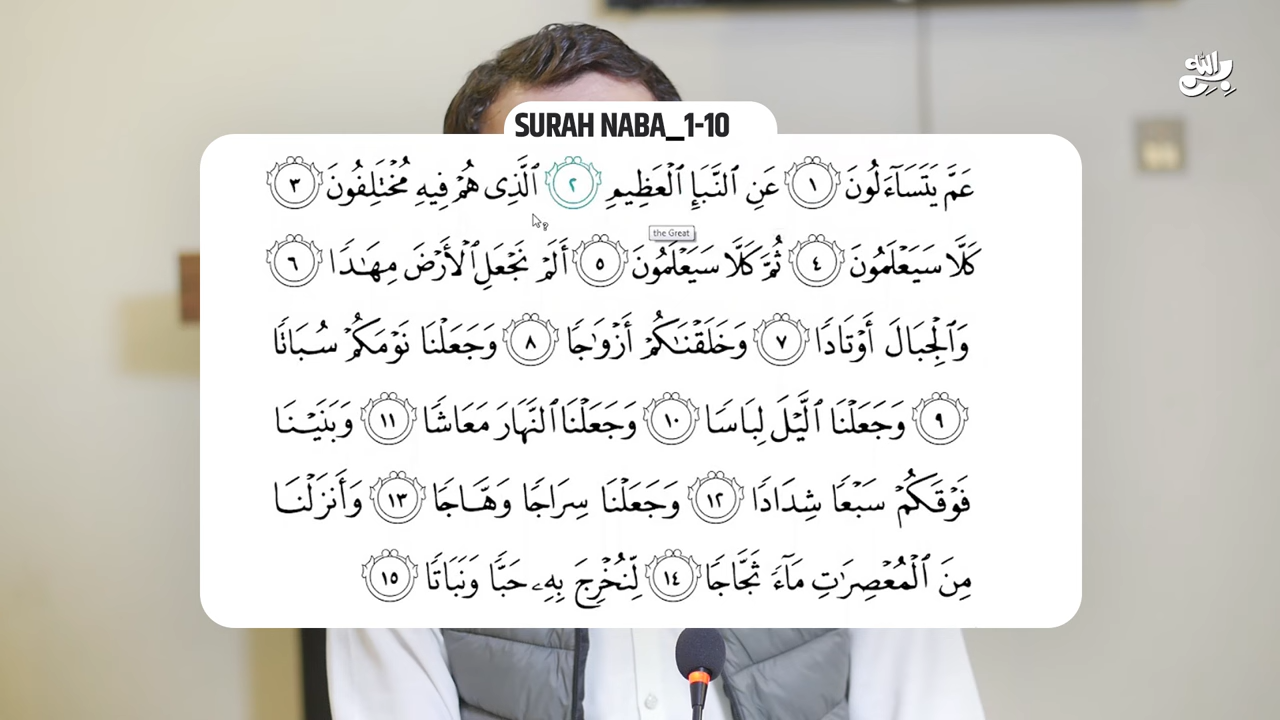 SURAH NABA_1-10
بِسْمِ اللهِ
عَمَّ يَتَسَآءَلُونَ ١ عَنِ ٱلنَّبَإِ ٱلْعَظِيمِ ٢ ٱلَّذِى هُمْ فِيهِ مُخْتَلِفُونَ ٣
the Great
كَلَّا سَيَعْلَمُونَ ٤ ثُمَّ كَلَّا سَيَعْلَمُونَ ٥ أَلَمْ نَجْعَلِ ٱلْأَرْضَ مِهَٰدًا ٦
وَٱلْجِبَالَ أَوْتَادًا ٧ وَخَلَقْنَٰكُمْ أَزْوَٰجًا ٨ وَجَعَلْنَا نَوْمَكُمْ سُبَاتًا
٩ وَجَعَلْنَا ٱلَّيْلَ لِبَاسًا ١٠ وَجَعَلْنَا ٱلنَّهَارَ مَعَاشًا ١١ وَبَنَيْنَا
فَوْقَكُمْ سَبْعًا شِدَادًا ١٢ وَجَعَلْنَا سِرَاجًا وَهَّاجًا ١٣ وَأَنزَلْنَا
مِنَ ٱلْمُعْصِرَٰتِ مَآءً ثَجَّاجًا ١٤ لِّنُخْرِجَ بِهِۦ حَبًّا وَنَبَاتًا ١٥